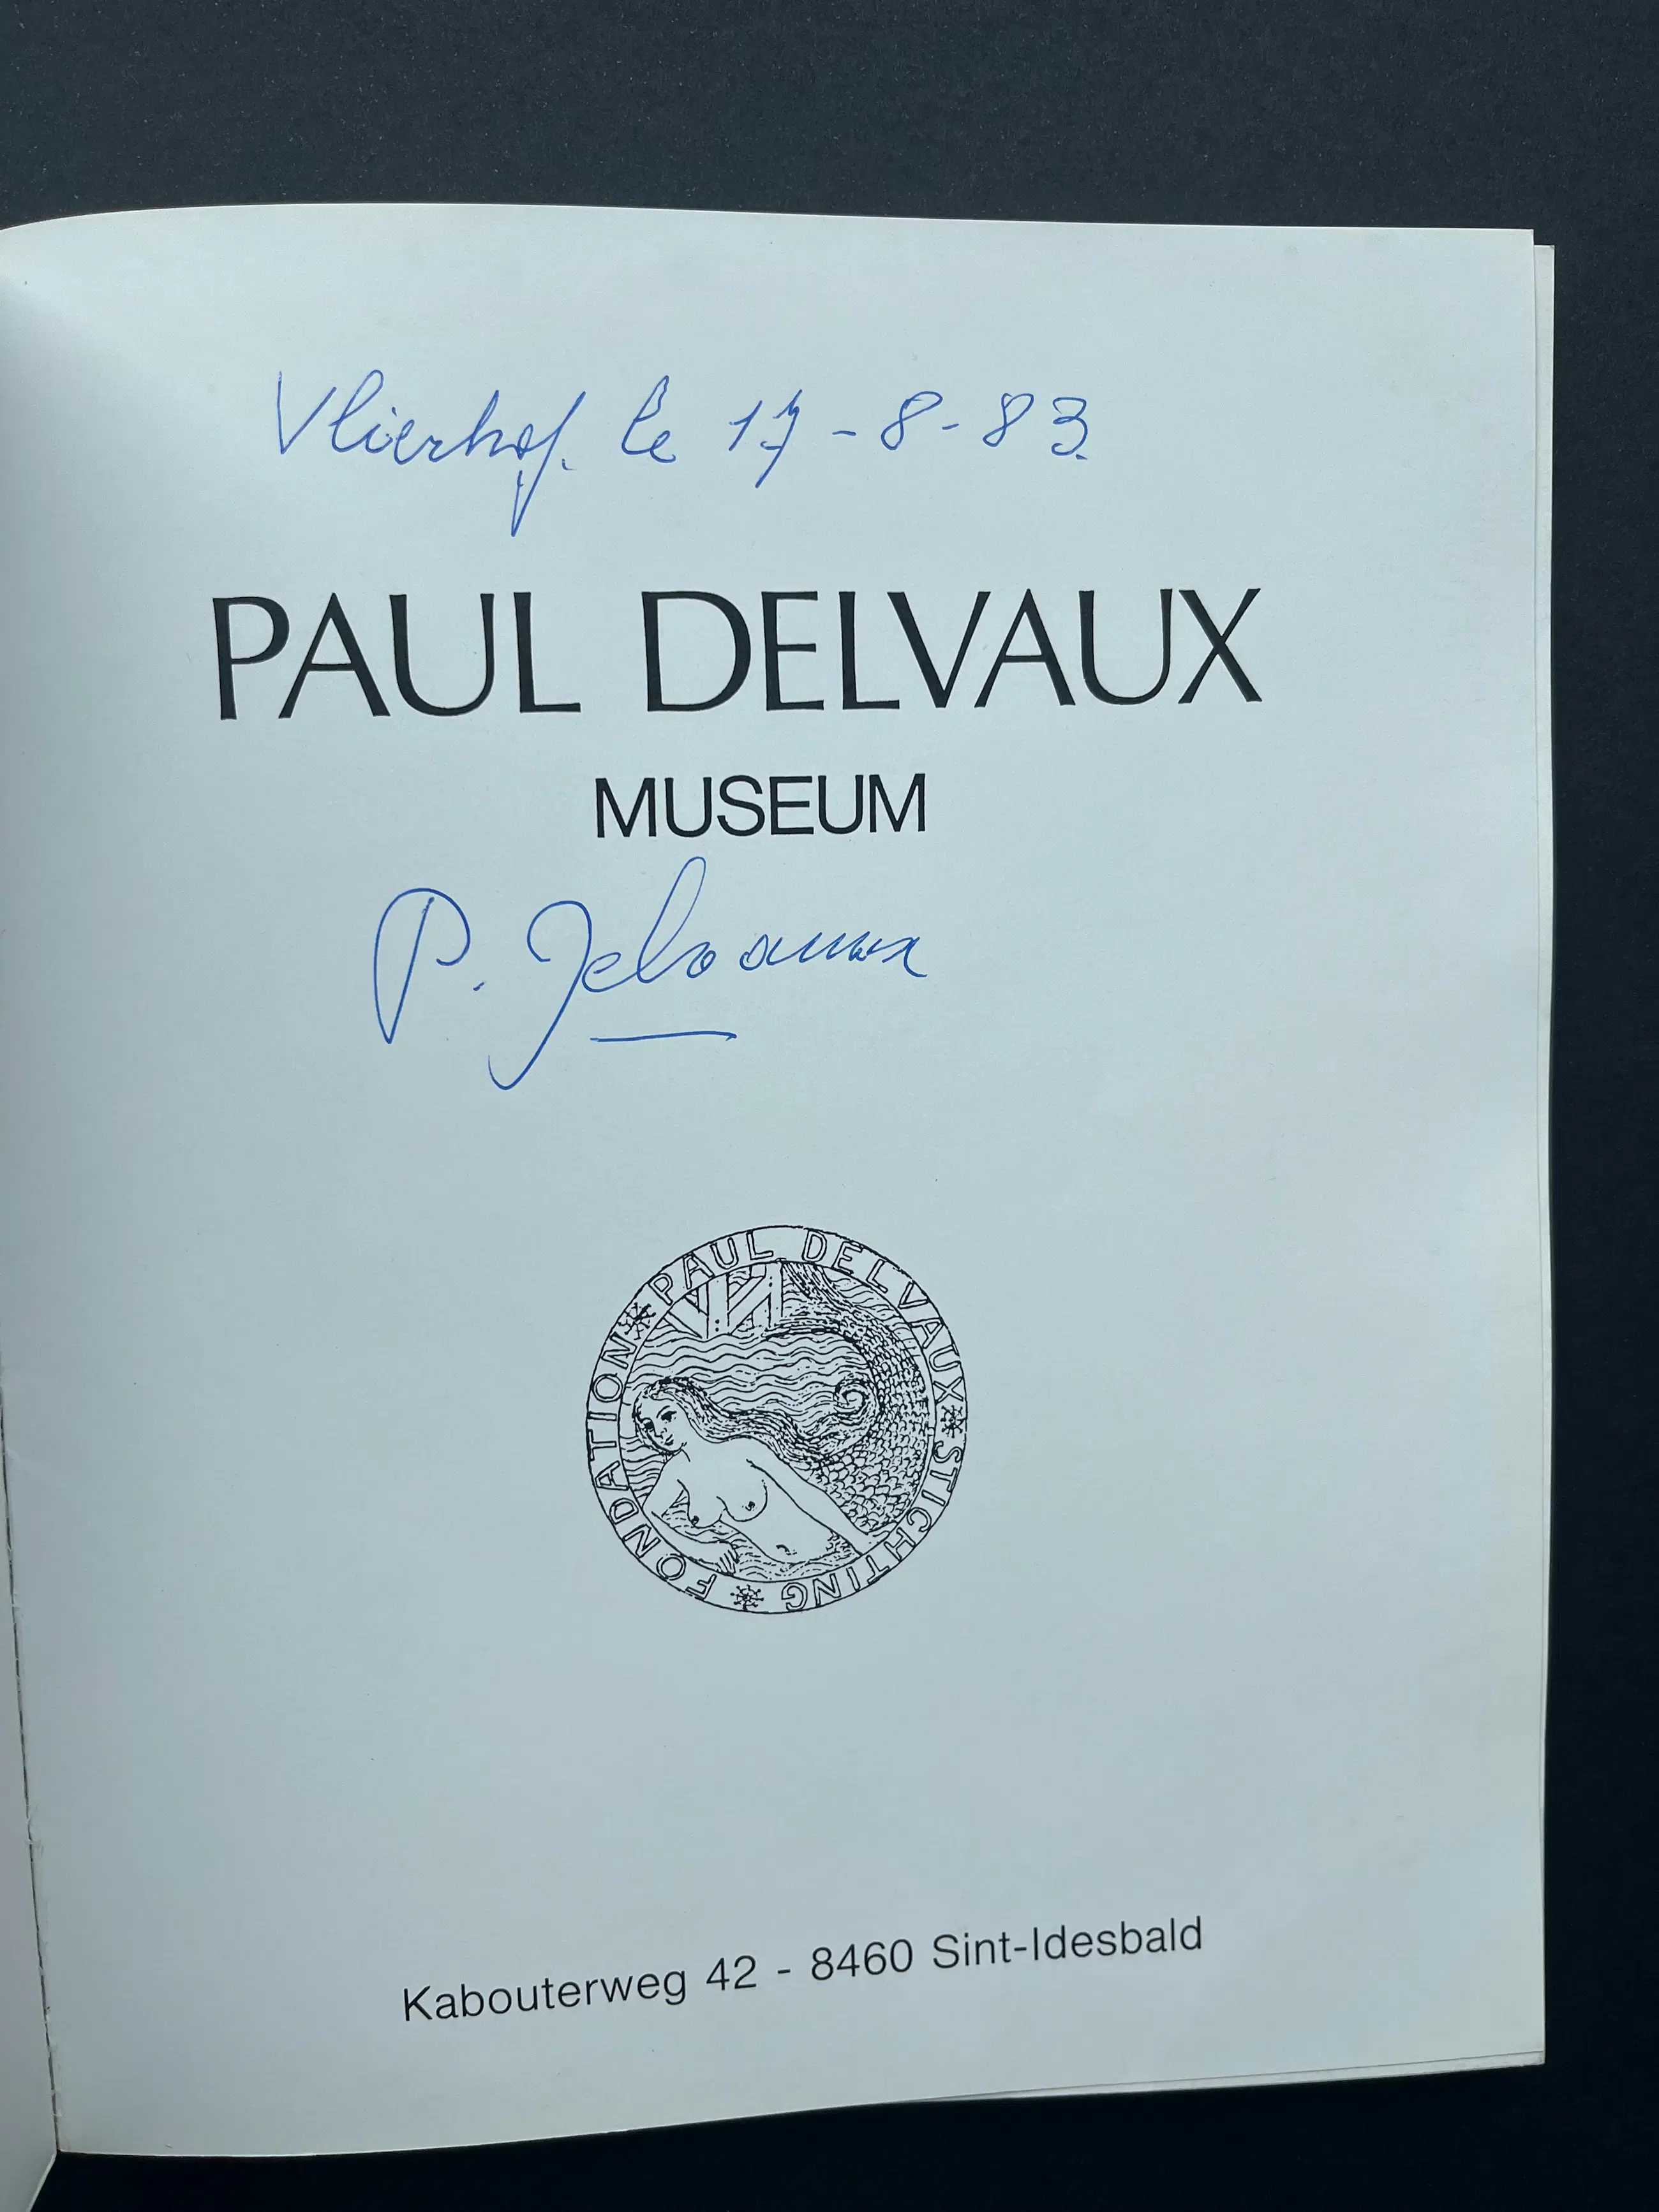 Vlierhof. le 17-8-83.
PAUL DELVAUX
MUSEUM
P. Delvaux
FONDATION * PAUL DELVAUX * STICHTING *
Kabouterweg 42 - 8460 Sint-Idesbald